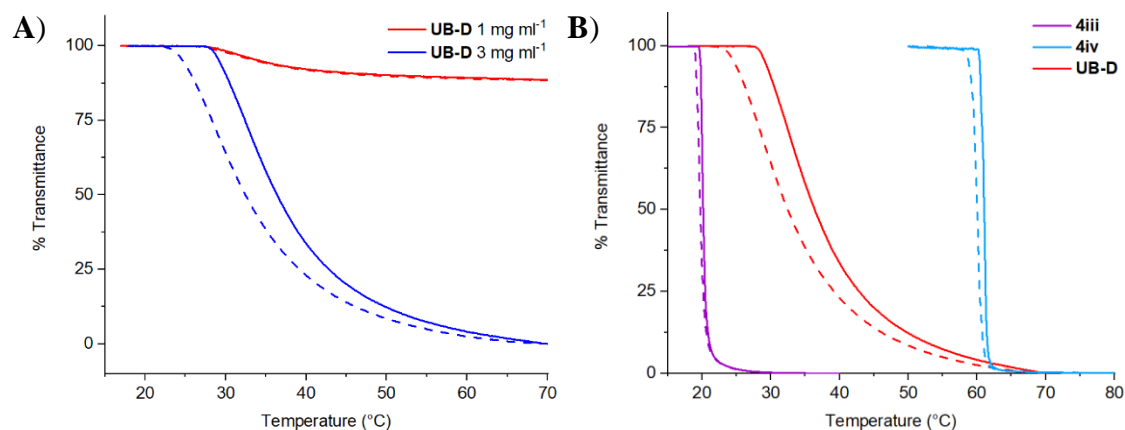 A)
UB-D 1 mg ml⁻¹
UB-D 3 mg ml⁻¹
% Transmittance
100
75
50
25
0
20
30
40
50
60
70
Temperature (°C)
B)
4iii
4iv
UB-D
% Transmittance
100
75
50
25
0
20
30
40
50
60
70
80
Temperature (°C)